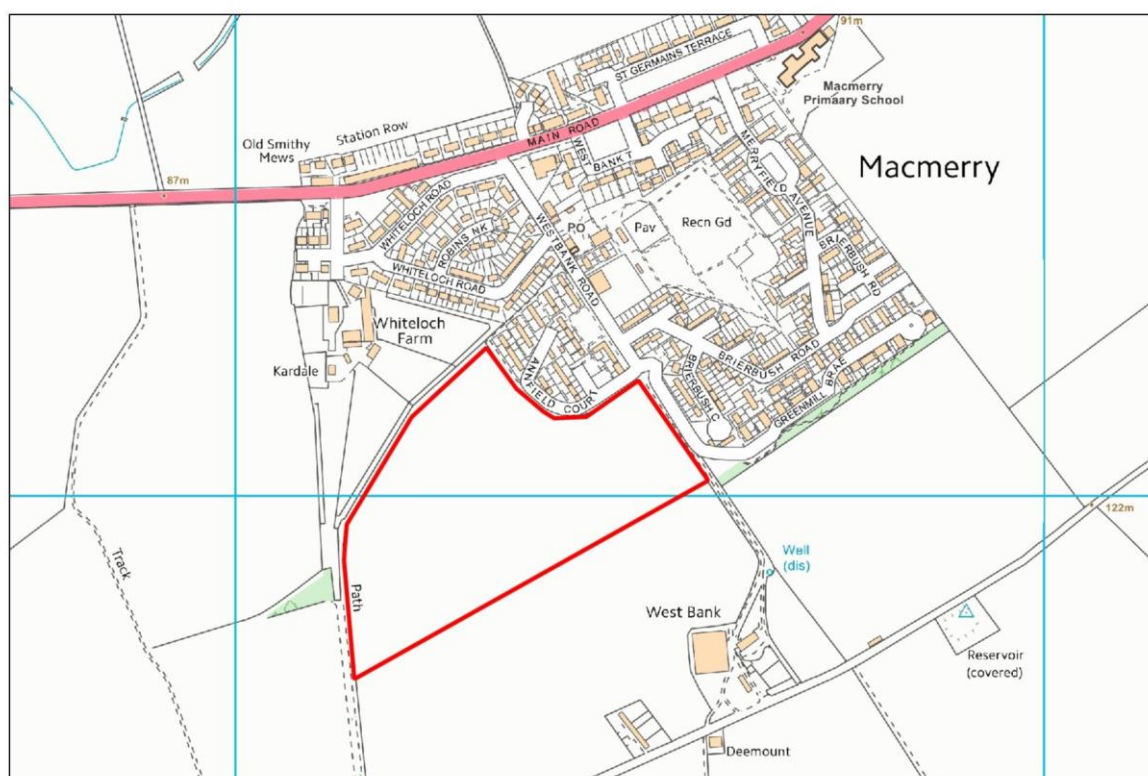 91m
ST GERMAINS TERRACE
Macmerry
Primaary School
Station Row
Old Smithy
Mews
MAIN ROAD
WEST BANK
87m
MERRYFIELD AVENUE
Macmerry
WHITELOCH ROAD
ROBINS NK
WESTBANK ROAD
PO
Pav
Recn Gd
BRIERBUSH RD
WHITELOCH ROAD
Whiteloch
Farm
Kardale
ANNFIELD COURT
BRIERBUSH ROAD
BRIERBUSH C
GREENMILL BRAE
122m
Track
Path
Well
(dis)
West Bank
Reservoir
(covered)
Deemount